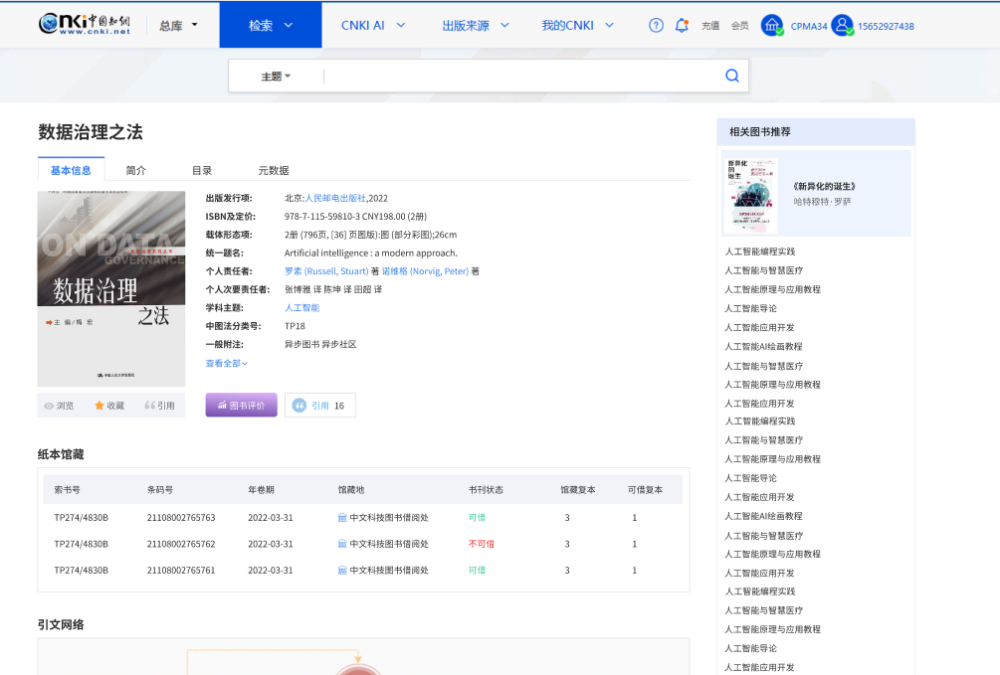 cnki 中国知网
www.cnki.net
总库
检索
CNKI AI
出版来源
我的CNKI
充值
会员
CPMA34
15652927438
主题
数据治理之法
基本信息
简介
目录
元数据
ON DATA
GOVERNANCE
数据治理
之法
主 编/梅 宏
中国人民大学出版社
浏览
收藏
引用
出版发行项: 北京:人民邮电出版社,2022
ISBN及定价: 978-7-115-59810-3 CNY198.00 (2册)
载体形态项: 2册 (796页, [36] 页图版):图 (部分彩图);26cm
统一题名: Artificial intelligence : a modern approach.
个人责任者: 罗素 (Russell, Stuart) 著 诺维格 (Norvig, Peter) 著
个人次要责任者: 张博雅 译 陈坤 译 田超 译
学科主题: 人工智能
中图法分类号: TP18
一般附注: 异步图书 异步社区
查看全部
图书评价
引用 16
纸本馆藏
索书号 条码号 年卷期 馆藏地 书刊状态 馆藏复本 可借复本
TP274/4830B 21108002765763 2022-03-31 中文科技图书借阅处 可借 3 1
TP274/4830B 21108002765762 2022-03-31 中文科技图书借阅处 不可借 3 1
TP274/4830B 21108002765761 2022-03-31 中文科技图书借阅处 可借 3 1
引文网络
相关图书推荐
新异化
的
诞生
《新异化的诞生》
哈特穆特·罗萨
人工智能编程实践
人工智能与智慧医疗
人工智能原理与应用教程
人工智能导论
人工智能应用开发
人工智能AI绘画教程
人工智能与智慧医疗
人工智能原理与应用教程
人工智能应用开发
人工智能编程实践
人工智能与智慧医疗
人工智能原理与应用教程
人工智能导论
人工智能应用开发
人工智能AI绘画教程
人工智能与智慧医疗
人工智能原理与应用教程
人工智能应用开发
人工智能编程实践
人工智能与智慧医疗
人工智能原理与应用教程
人工智能导论
人工智能应用开发